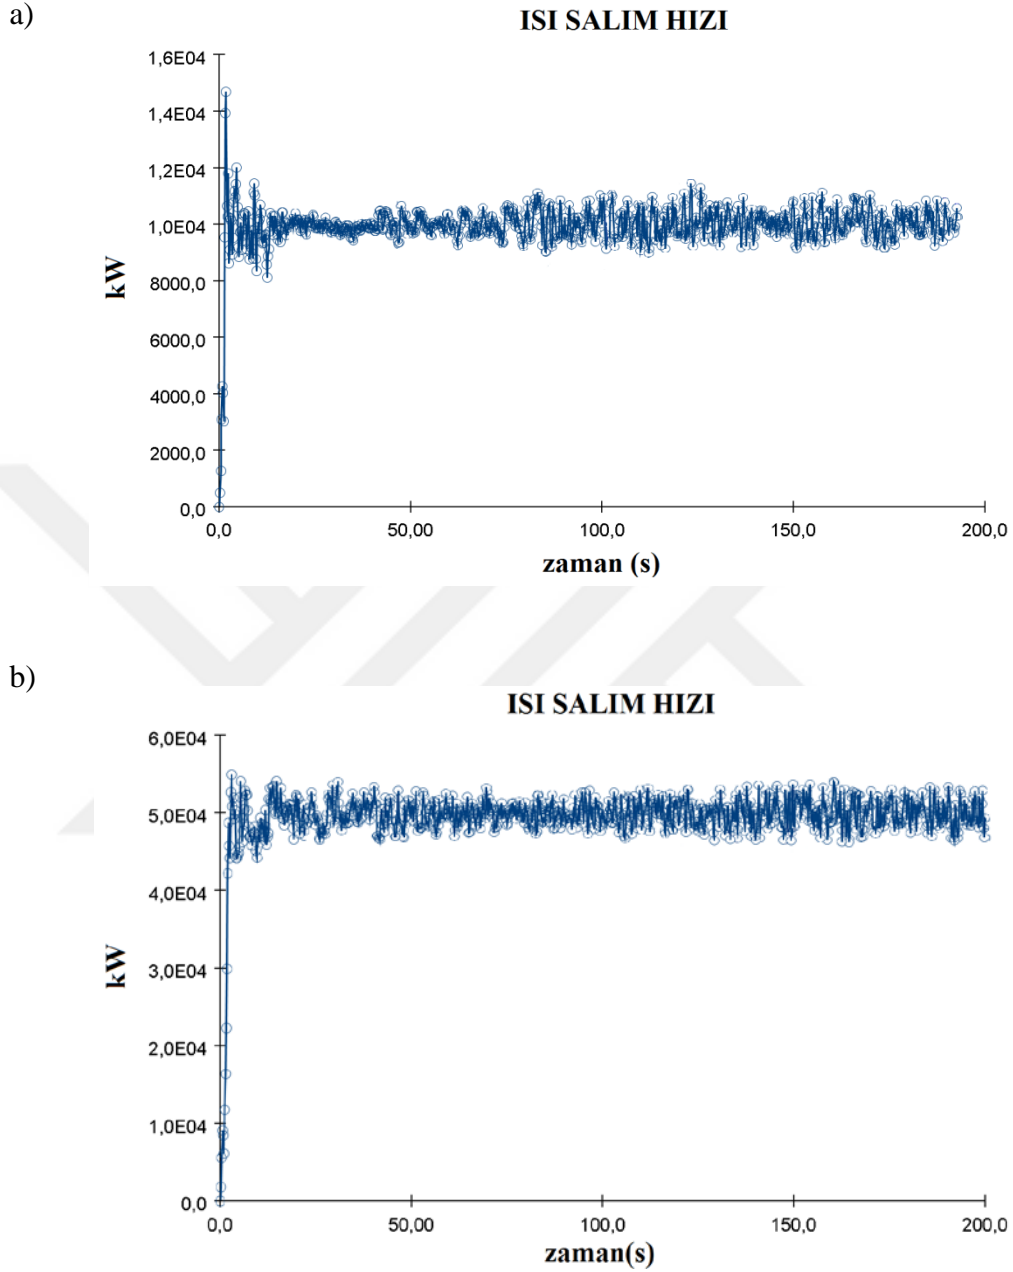 a)
ISI SALIM HIZI
1,6E04
1,4E04
1,2E04
1,0E04
8000,0
6000,0
4000,0
2000,0
0,0
kW
0,0 50,00 100,0 150,0 200,0
zaman (s)
b)
ISI SALIM HIZI
6,0E04
5,0E04
4,0E04
3,0E04
2,0E04
1,0E04
0,0
kW
0,0 50,00 100,0 150,0 200,0
zaman(s)